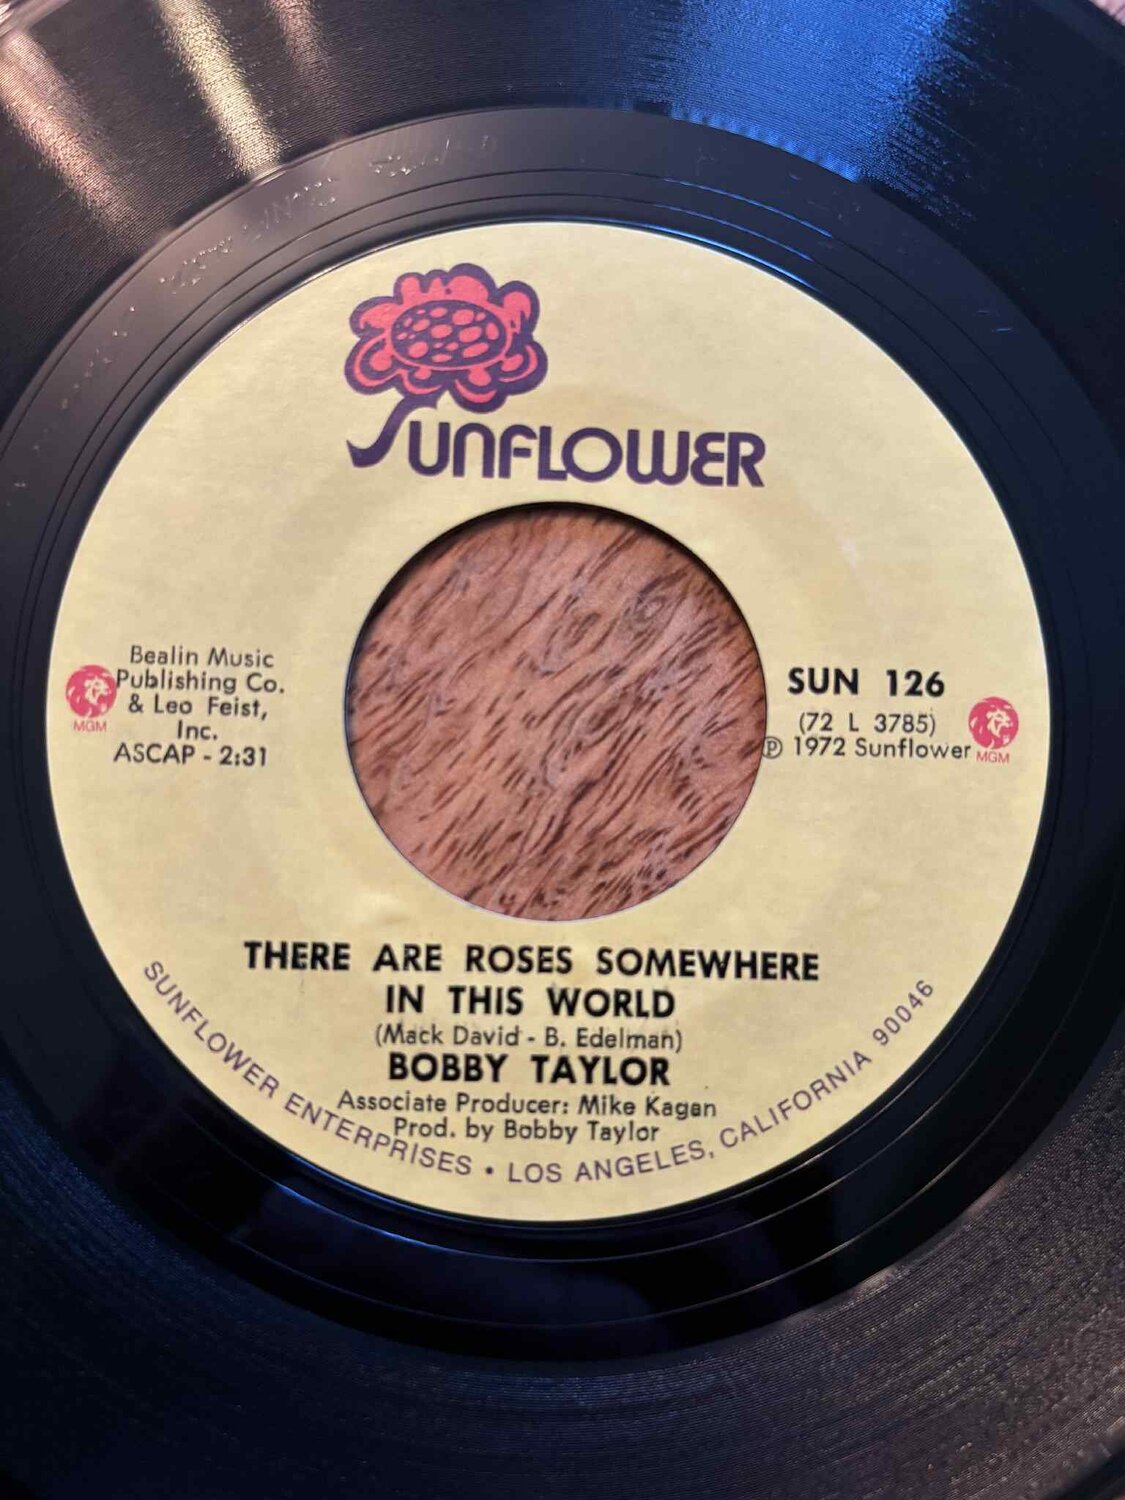 SUNFLOWER
Bealin Music
Publishing Co.
& Leo Feist,
Inc.
ASCAP - 2:31
MGM
SUN 126
(72 L 3785)
℗ 1972 Sunflower
MGM
THERE ARE ROSES SOMEWHERE
IN THIS WORLD
(Mack David - B. Edelman)
BOBBY TAYLOR
Associate Producer: Mike Kagan
Prod. by Bobby Taylor
SUNFLOWER ENTERPRISES • LOS ANGELES, CALIFORNIA 90046